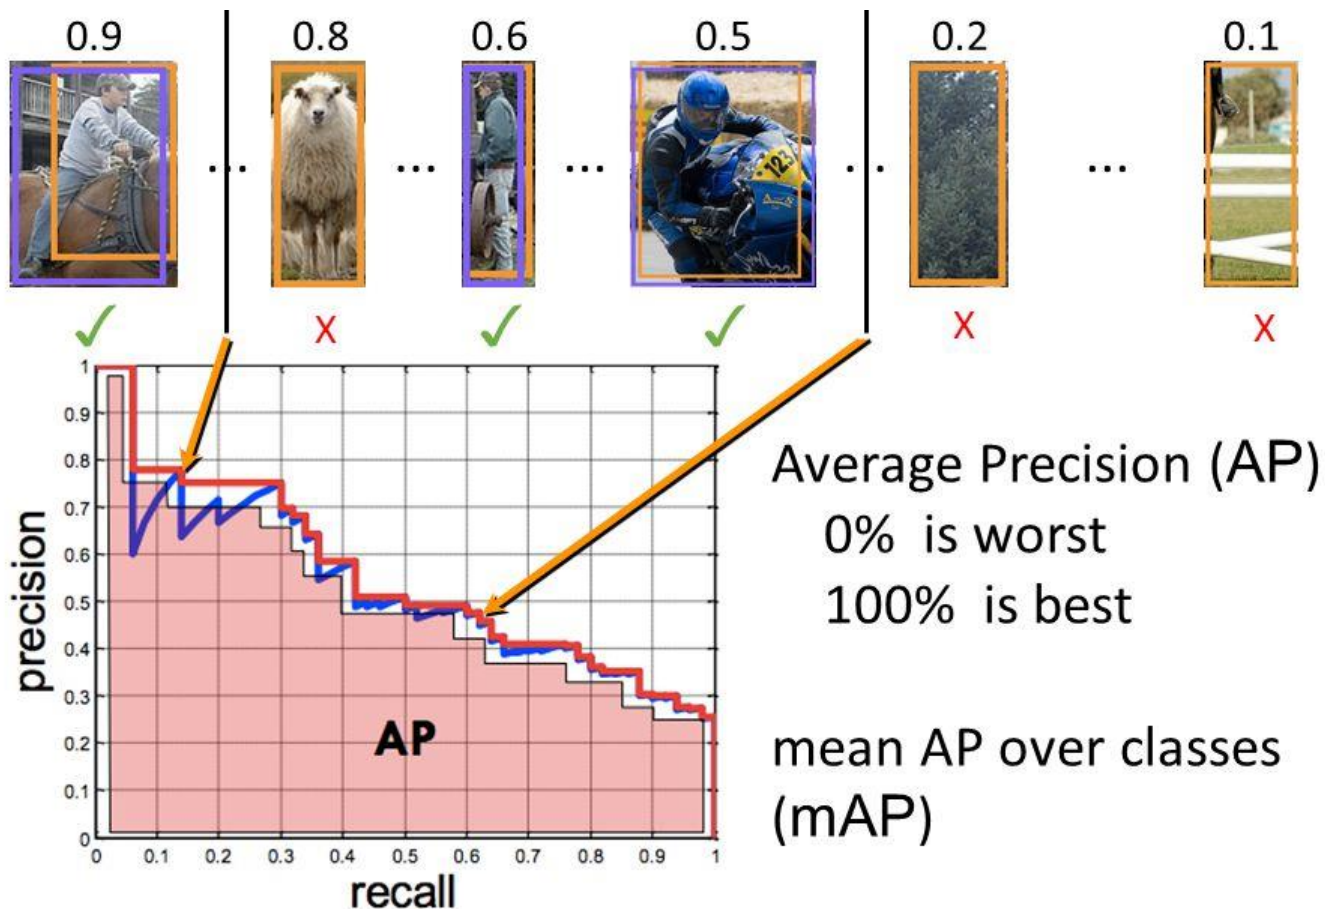 0.9 0.8 0.6 0.5 0.2 0.1
... ... ... ... ...
123
✓ X ✓ ✓ X X
1
0.9
0.8
0.7
0.6
0.5
0.4
0.3
0.2
0.1
0
precision
AP
0 0.1 0.2 0.3 0.4 0.5 0.6 0.7 0.8 0.9 1
recall
Average Precision (AP)
0% is worst
100% is best
mean AP over classes
(mAP)